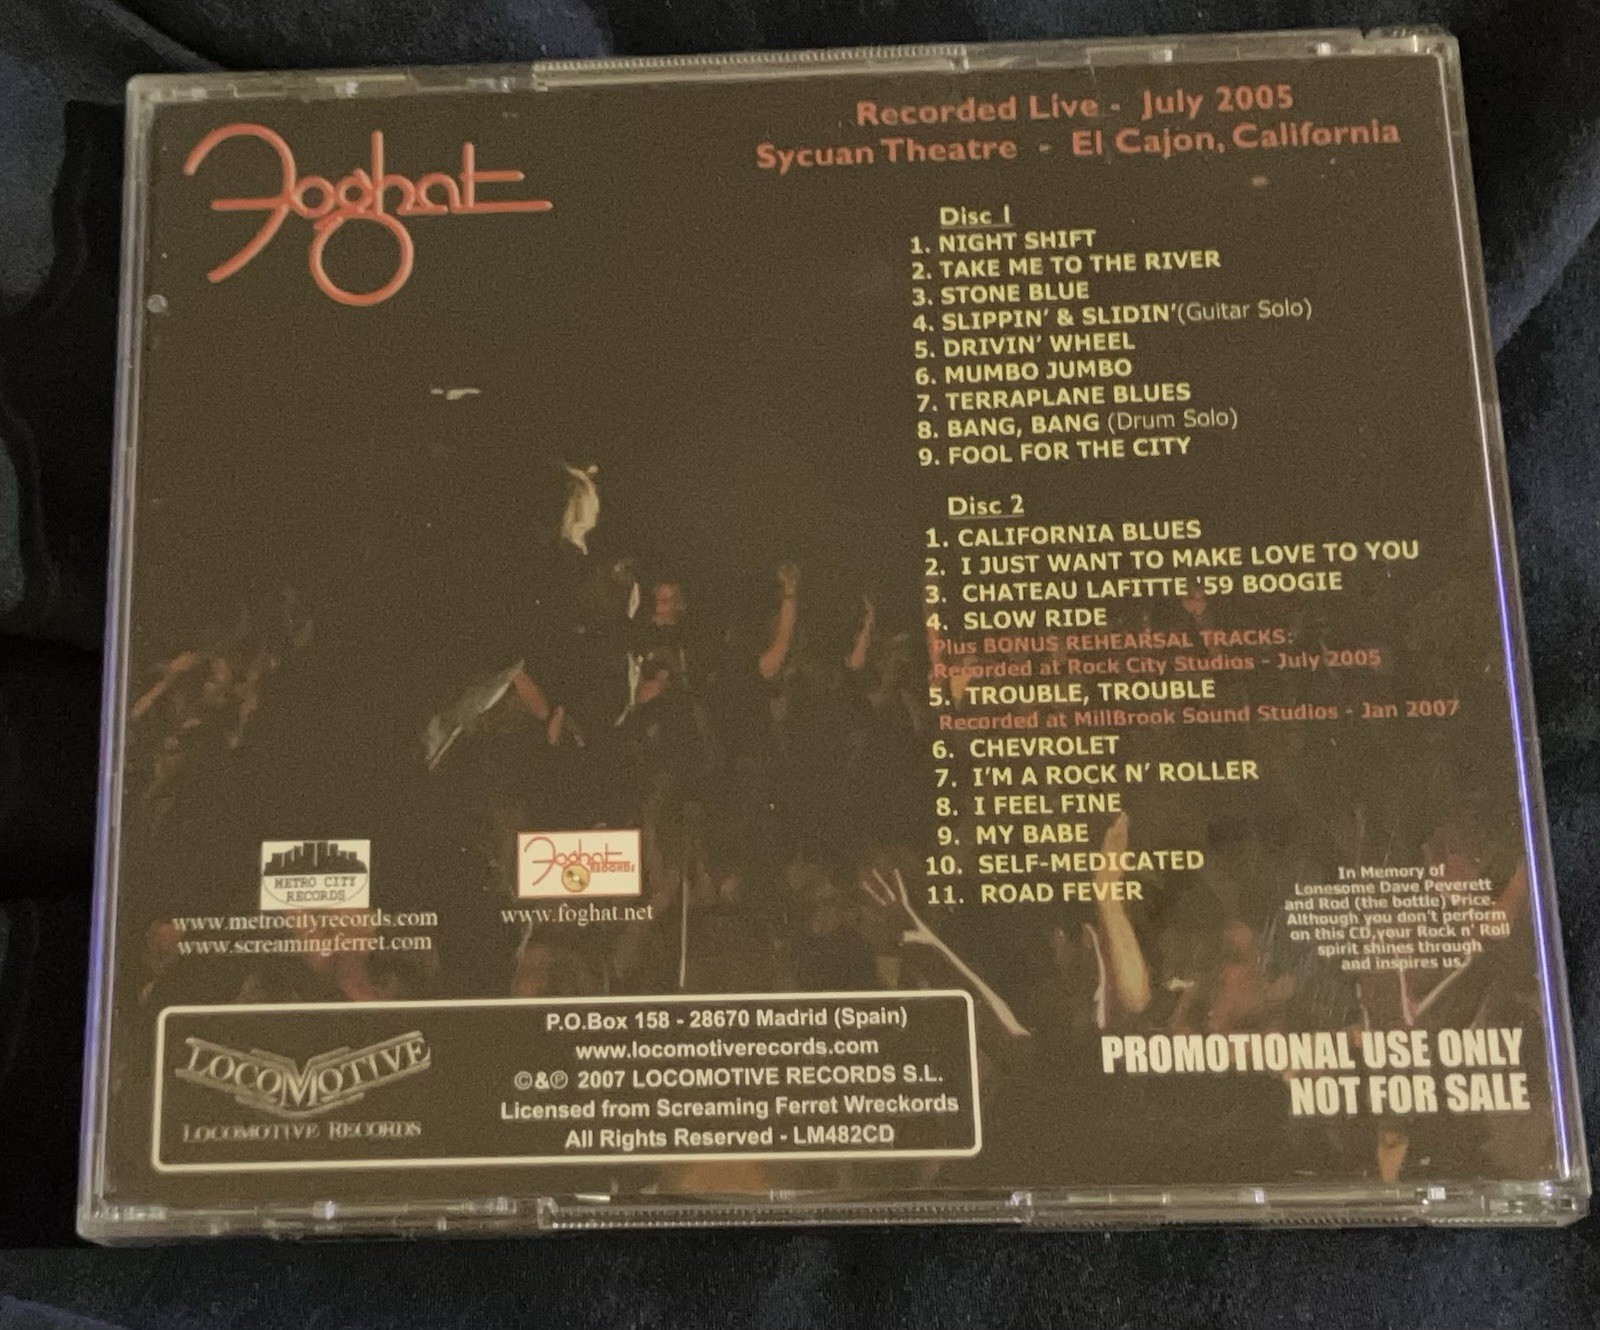 Foghat
Recorded Live - July 2005
Sycuan Theatre - El Cajon, California
Disc 1
1. NIGHT SHIFT
2. TAKE ME TO THE RIVER
3. STONE BLUE
4. SLIPPIN' & SLIDIN'(Guitar Solo)
5. DRIVIN' WHEEL
6. MUMBO JUMBO
7. TERRAPLANE BLUES
8. BANG, BANG (Drum Solo)
9. FOOL FOR THE CITY
Disc 2
1. CALIFORNIA BLUES
2. I JUST WANT TO MAKE LOVE TO YOU
3. CHATEAU LAFITTE '59 BOOGIE
4. SLOW RIDE
Plus BONUS REHEARSAL TRACKS:
Recorded at Rock City Studios - July 2005
5. TROUBLE, TROUBLE
Recorded at MillBrook Sound Studios - Jan 2007
6. CHEVROLET
7. I'M A ROCK N' ROLLER
8. I FEEL FINE
9. MY BABE
10. SELF-MEDICATED
11. ROAD FEVER
METRO CITY
RECORDS
www.metrocityrecords.com
www.screamingferret.com
Foghat
RECORDS
www.foghat.net
In Memory of
Lonesome Dave Peverett
and Rod (the bottle) Price.
Although you don't perform
on this CD,your Rock n' Roll
spirit shines through
and inspires us.
LOCOMOTIVE
LOCOMOTIVE RECORDS
P.O.Box 158 - 28670 Madrid (Spain)
www.locomotiverecords.com
©&℗ 2007 LOCOMOTIVE RECORDS S.L.
Licensed from Screaming Ferret Wreckords
All Rights Reserved - LM482CD
PROMOTIONAL USE ONLY
NOT FOR SALE